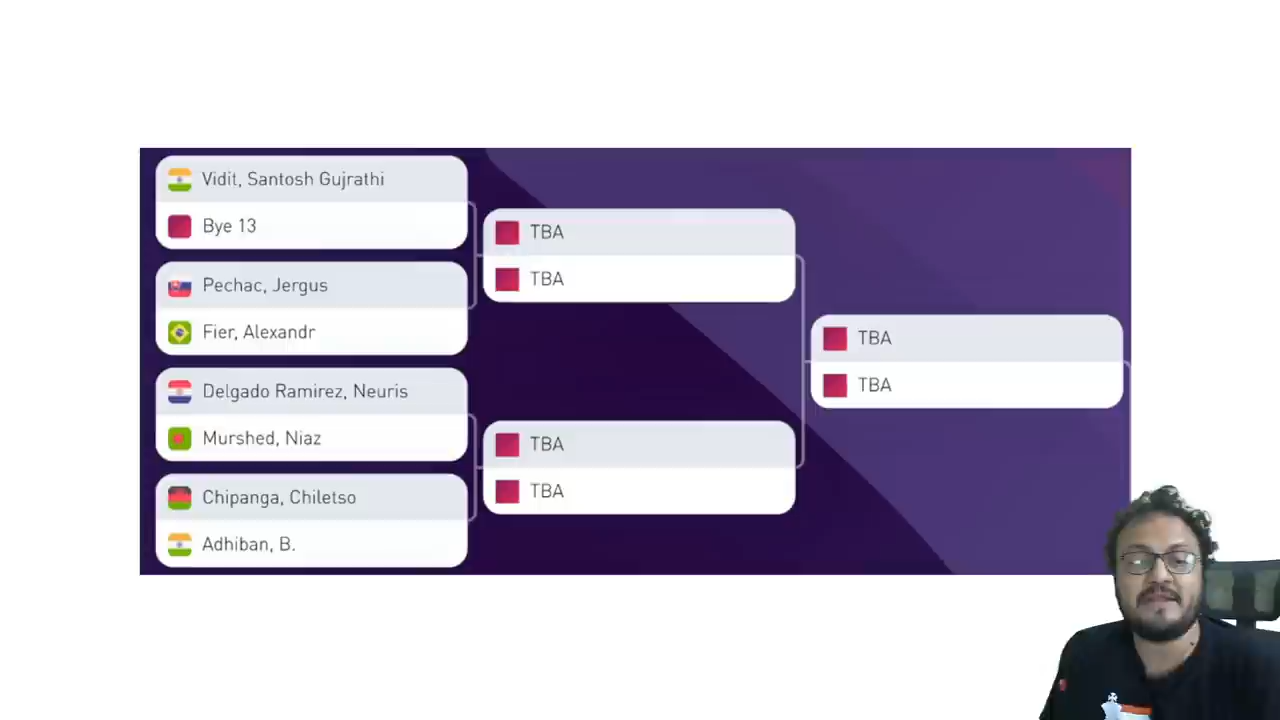 Vidit, Santosh Gujrathi
Bye 13
Pechac, Jergus
Fier, Alexandr
Delgado Ramirez, Neuris
Murshed, Niaz
Chipanga, Chiletso
Adhiban, B.
TBA
TBA
TBA
TBA
TBA
TBA